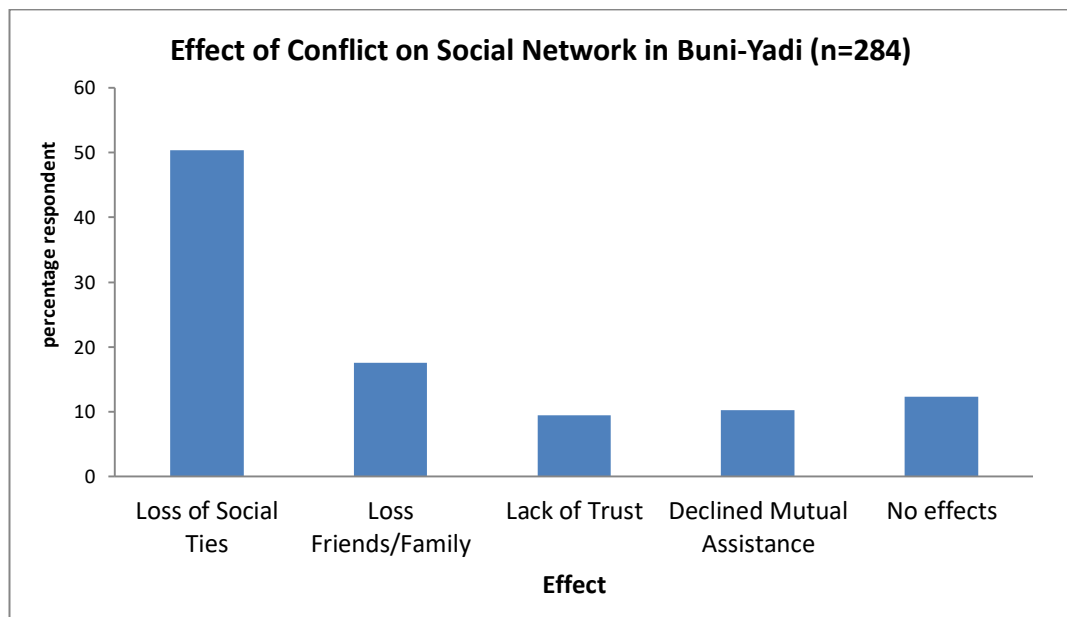 Effect of Conflict on Social Network in Buni-Yadi (n=284)
percentage respondent
60
50
40
30
20
10
0
Loss of Social
Ties
Loss
Friends/Family
Lack of Trust
Declined Mutual
Assistance
No effects
Effect